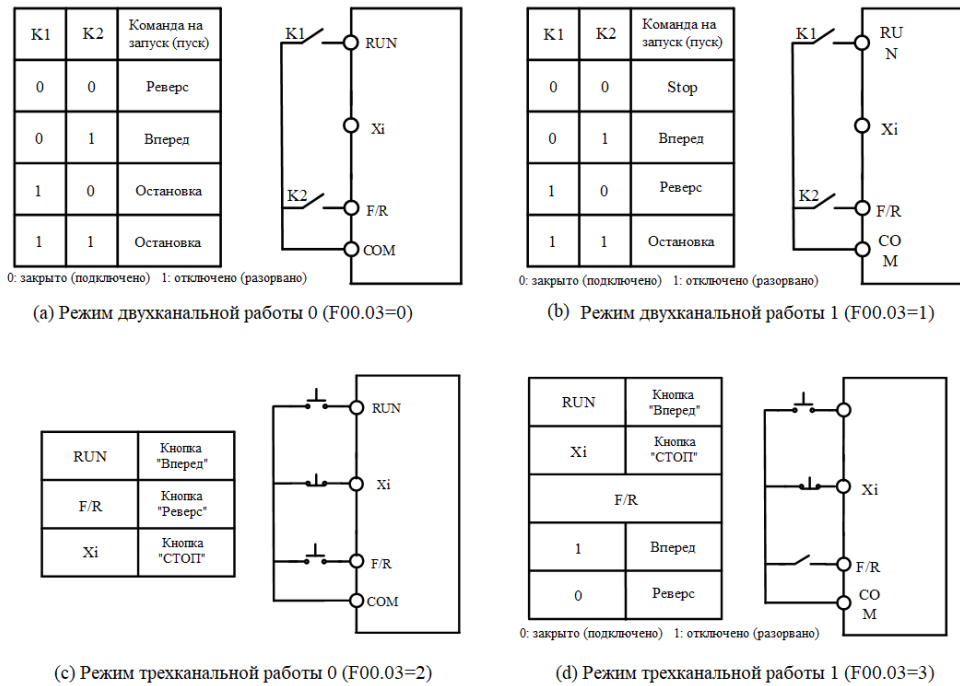 K1 K2 Команда на
запуск (пуск)
0 0 Реверс
0 1 Вперед
1 0 Остановка
1 1 Остановка
0: закрыто (подключено) 1: отключено (разорвано)
K1
RUN
Xi
K2
F/R
COM
(a) Режим двухканальной работы 0 (F00.03=0)
K1 K2 Команда на
запуск (пуск)
0 0 Stop
0 1 Вперед
1 0 Реверс
1 1 Остановка
0: закрыто (подключено) 1: отключено (разорвано)
K1
RU
N
Xi
K2
F/R
CO
M
(b) Режим двухканальной работы 1 (F00.03=1)
RUN Кнопка
"Вперед"
F/R Кнопка
"Реверс"
Xi Кнопка
"СТОП"
RUN
Xi
F/R
COM
(c) Режим трехканальной работы 0 (F00.03=2)
RUN Кнопка
"Вперед"
Xi Кнопка
"СТОП"
F/R
1 Вперед
0 Реверс
0: закрыто (подключено) 1: отключено (разорвано)
Xi
F/R
CO
M
(d) Режим трехканальной работы 1 (F00.03=3)